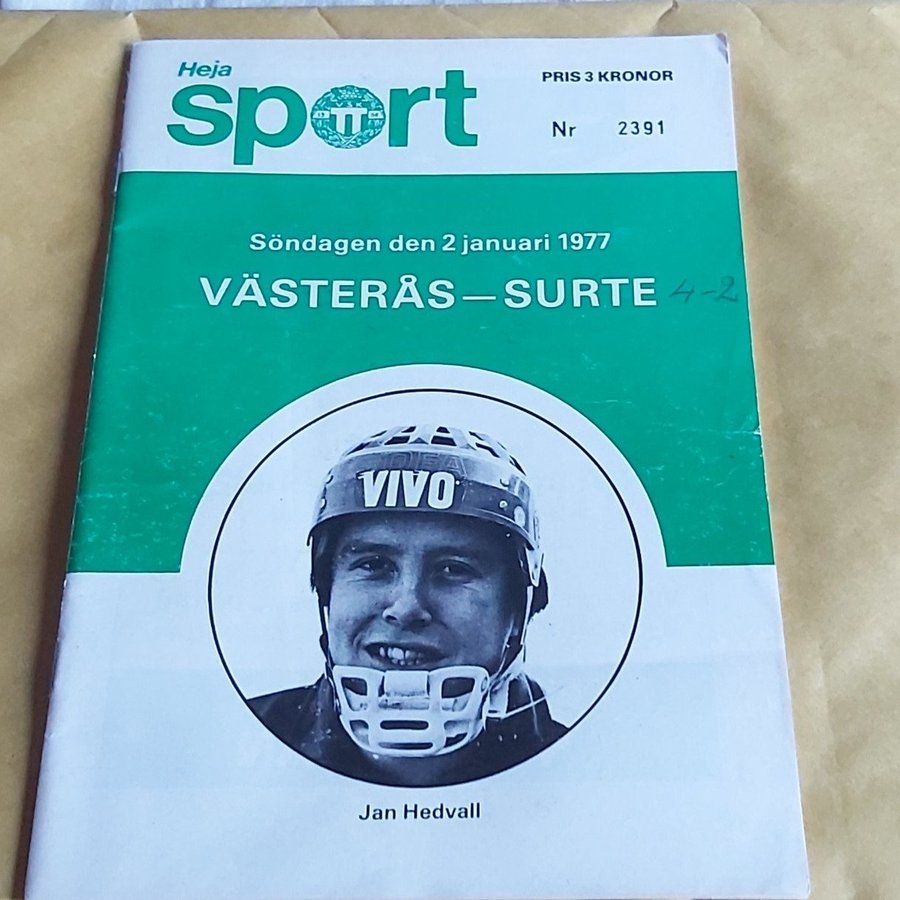 Heja
sport
V.S.K
PRIS 3 KRONOR
Nr 2391
Söndagen den 2 januari 1977
VÄSTERÅS – SURTE 4-2
JOFA
VIVO
Jan Hedvall